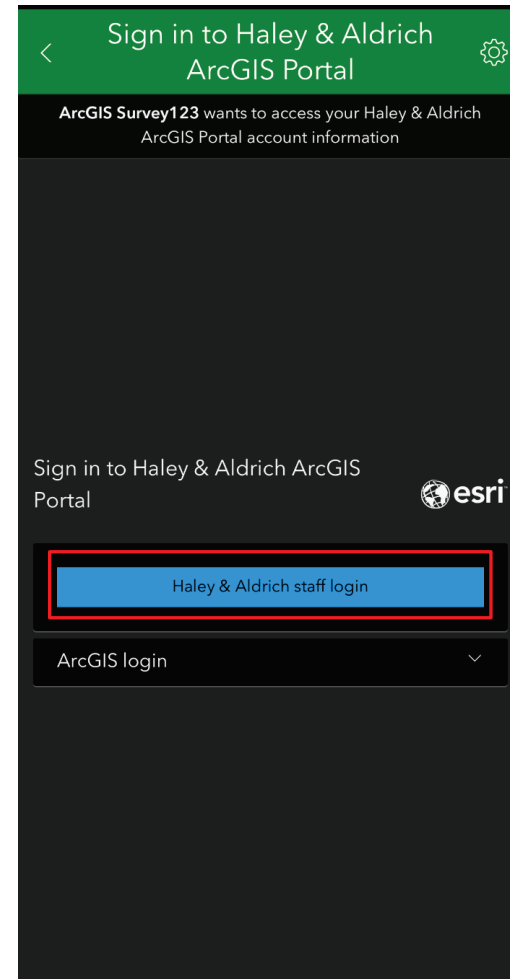 Sign in to Haley & Aldrich
ArcGIS Portal
ArcGIS Survey123 wants to access your Haley & Aldrich
ArcGIS Portal account information
Sign in to Haley & Aldrich ArcGIS
Portal
esri
Haley & Aldrich staff login
ArcGIS login